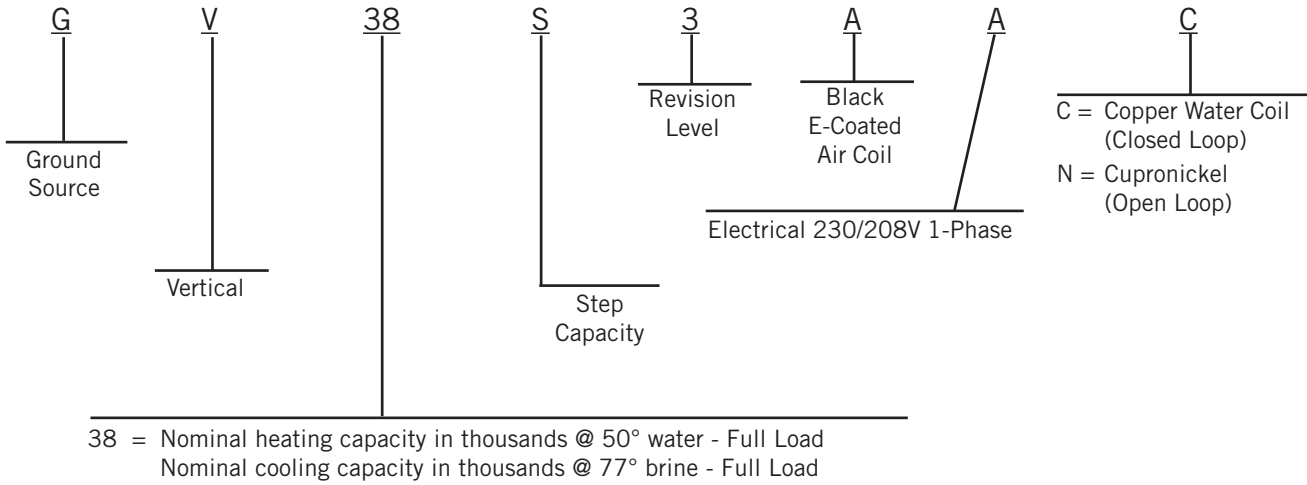 G V 38 S 3 A A C
Revision
Level
Black
E-Coated
Air Coil
C = Copper Water Coil
(Closed Loop)
N = Cupronickel
(Open Loop)
Ground
Source
Electrical 230/208V 1-Phase
Vertical
Step
Capacity
38 = Nominal heating capacity in thousands @ 50° water - Full Load
Nominal cooling capacity in thousands @ 77° brine - Full Load